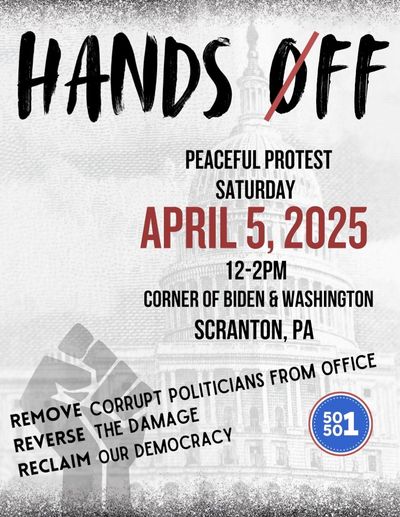 HANDS OFF
PEACEFUL PROTEST
SATURDAY
APRIL 5, 2025
12-2PM
CORNER OF BIDEN & WASHINGTON
SCRANTON, PA
REMOVE CORRUPT POLITICIANS FROM OFFICE
REVERSE THE DAMAGE
RECLAIM OUR DEMOCRACY
50
50
1